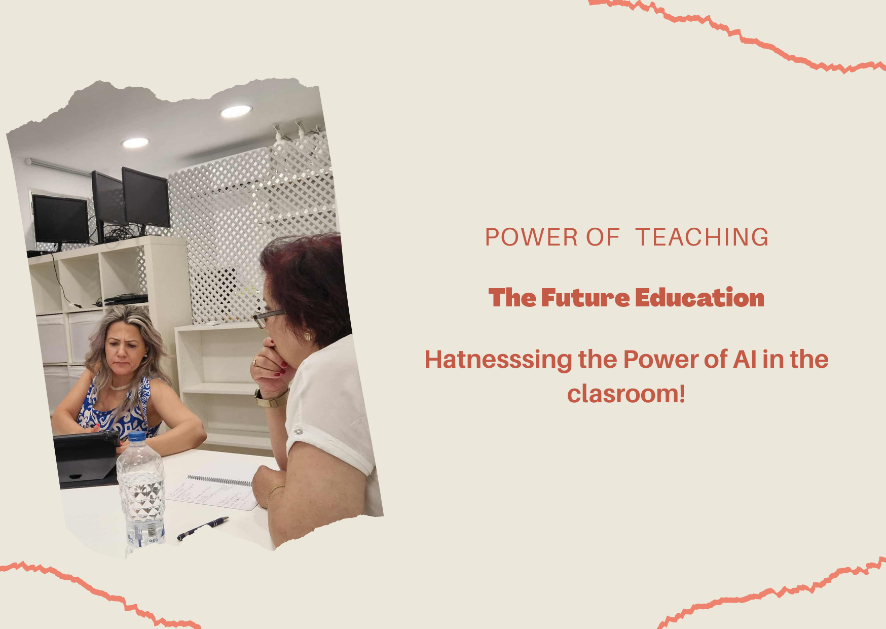 POWER OF TEACHING
The Future Education
Hatnesssing the Power of AI in the
clasroom!